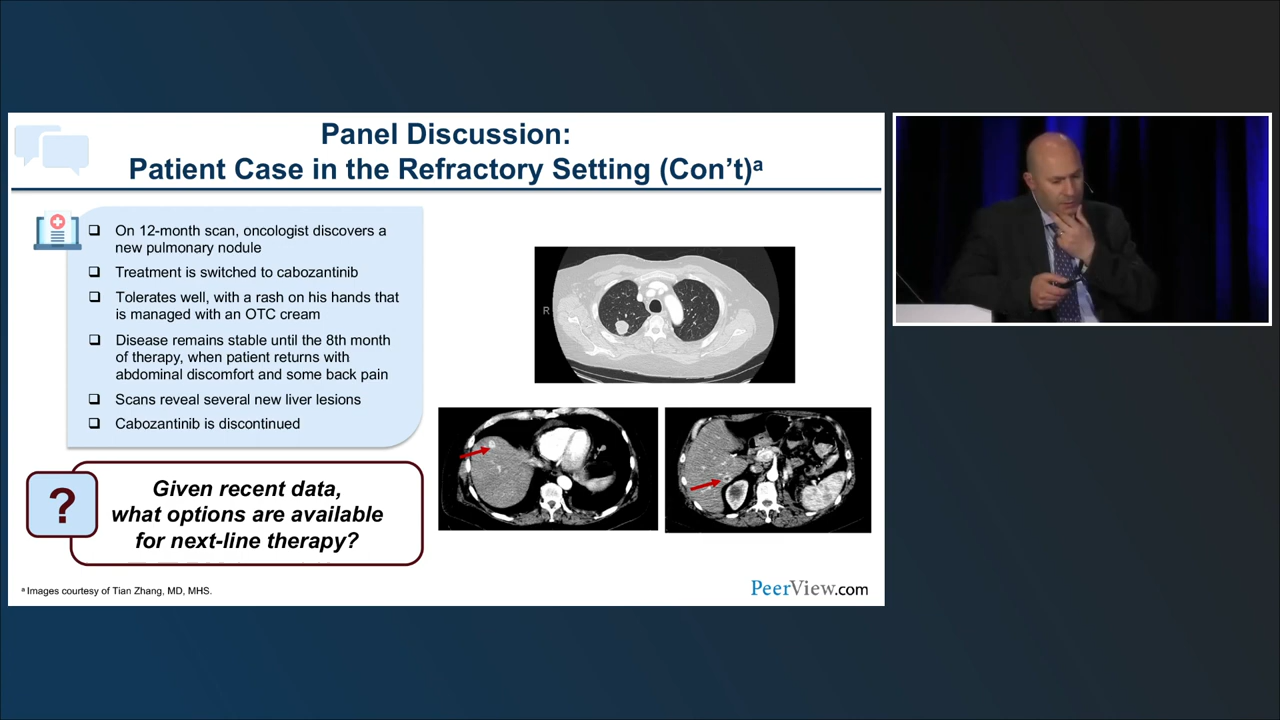 Panel Discussion:
Patient Case in the Refractory Setting (Con't)ᵃ
On 12-month scan, oncologist discovers a
new pulmonary nodule
Treatment is switched to cabozantinib
Tolerates well, with a rash on his hands that
is managed with an OTC cream
Disease remains stable until the 8th month
of therapy, when patient returns with
abdominal discomfort and some back pain
Scans reveal several new liver lesions
Cabozantinib is discontinued
R
?
Given recent data,
what options are available
for next-line therapy?
ᵃ Images courtesy of Tian Zhang, MD, MHS.
PeerView.com